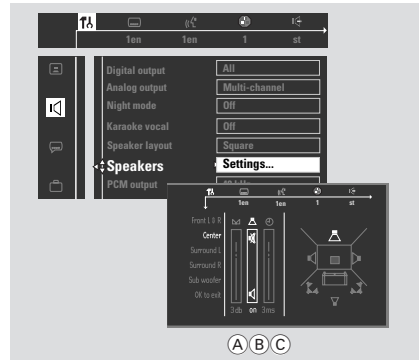 1en 1en 1 st
Digital output All
Analog output Multi-channel
Night mode Off
Karaoke vocal Off
Speaker layout Square
Speakers Settings...
PCM output
1en 1en 1 st
Front L & R
Center
Surround L
Surround R
Sub woofer
OK to exit
3db on 3ms
A B C